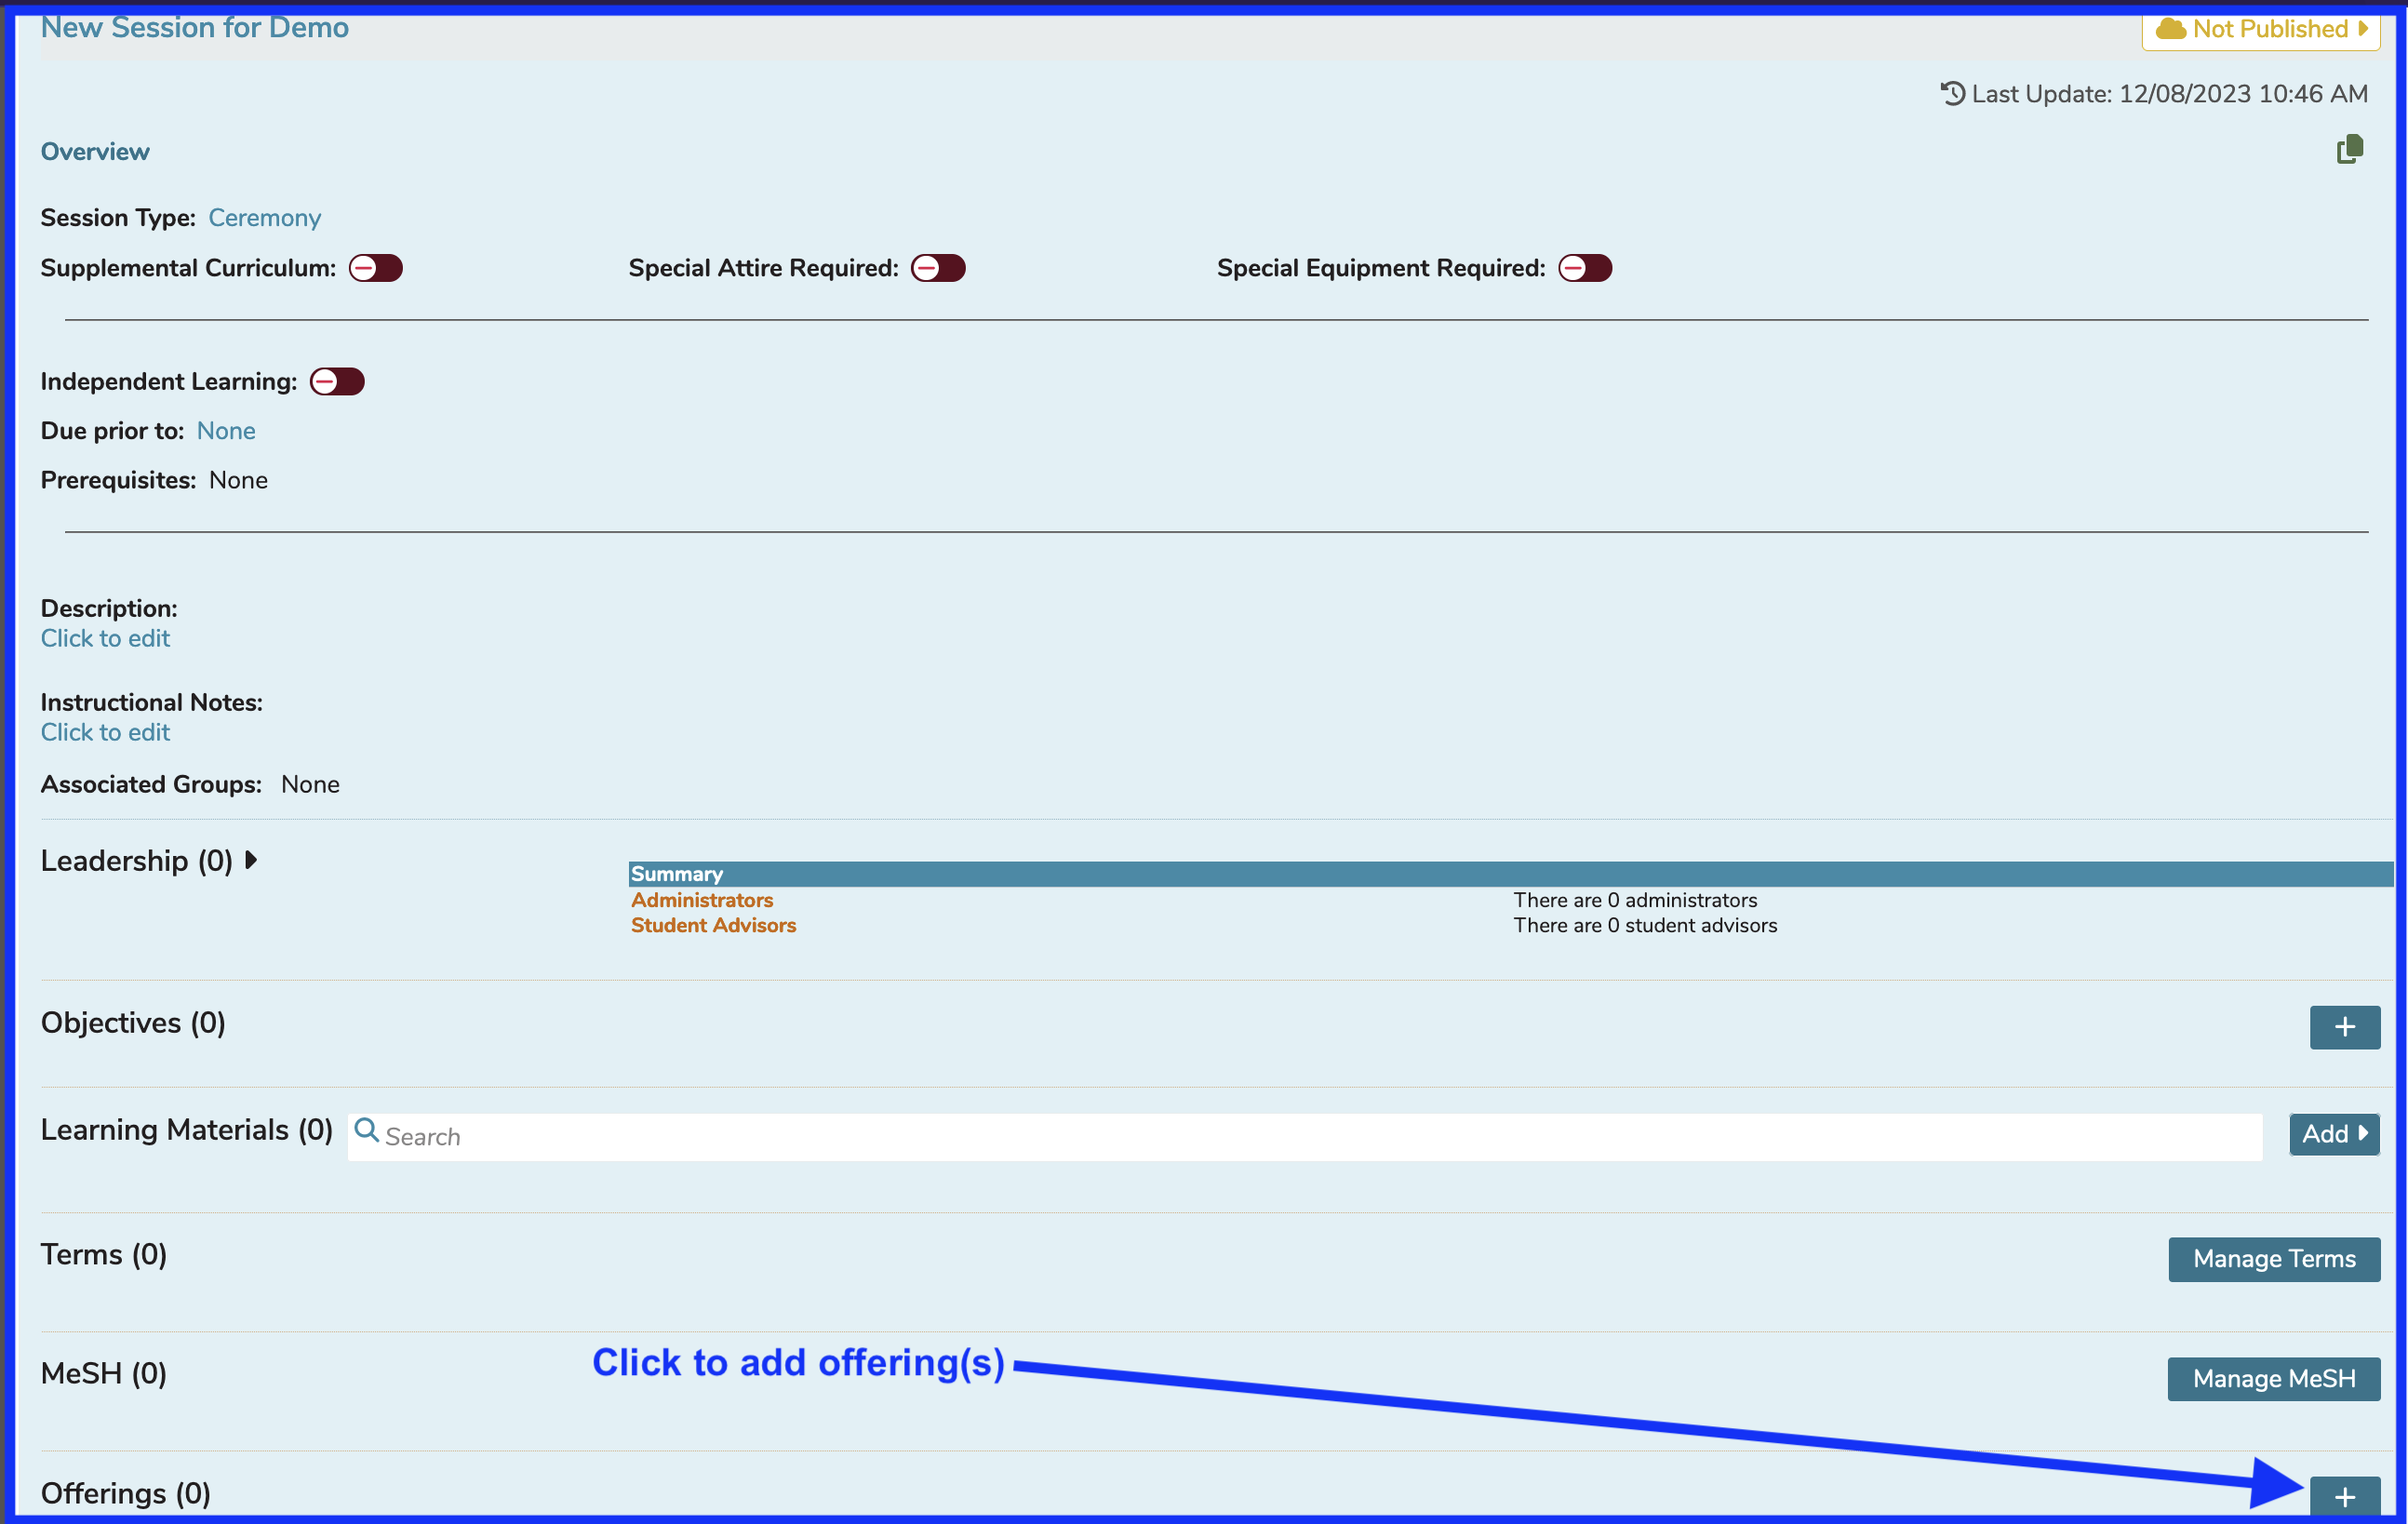 New Session for Demo
Not Published
Last Update: 12/08/2023 10:46 AM
Overview
Session Type: Ceremony
Supplemental Curriculum: Special Attire Required: Special Equipment Required:
Independent Learning:
Due prior to: None
Prerequisites: None
Description:
Click to edit
Instructional Notes:
Click to edit
Associated Groups: None
Leadership (0)
Summary
Administrators There are 0 administrators
Student Advisors There are 0 student advisors
Objectives (0)
Learning Materials (0) Search Add
Terms (0) Manage Terms
Click to add offering(s)
MeSH (0) Manage MeSH
Offerings (0)